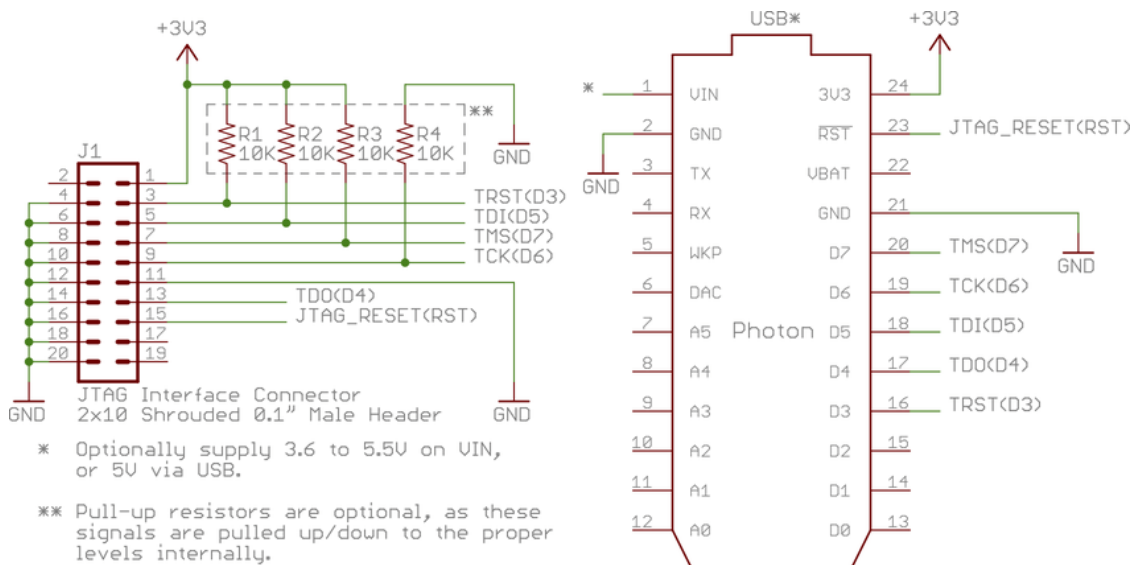 +3V3
R1
10K
R2
10K
R3
10K
R4
10K
**
GND
J1
2 1
4 3 TRST(D3)
6 5 TDI(D5)
8 7 TMS(D7)
10 9 TCK(D6)
12 11
14 13 TDO(D4)
16 15 JTAG_RESET(RST)
18 17
20 19
GND
JTAG Interface Connector
2x10 Shrouded 0.1" Male Header
GND
* Optionally supply 3.6 to 5.5V on VIN,
or 5V via USB.
** Pull-up resistors are optional, as these
signals are pulled up/down to the proper
levels internally.
USB*
+3V3
* 1 VIN 3V3 24
2 GND RST 23 JTAG_RESET(RST)
GND
3 TX VBAT 22
4 RX GND 21
GND
5 WKP D7 20 TMS(D7)
6 DAC D6 19 TCK(D6)
7 A5 Photon D5 18 TDI(D5)
8 A4 D4 17 TDO(D4)
9 A3 D3 16 TRST(D3)
10 A2 D2 15
11 A1 D1 14
12 A0 D0 13